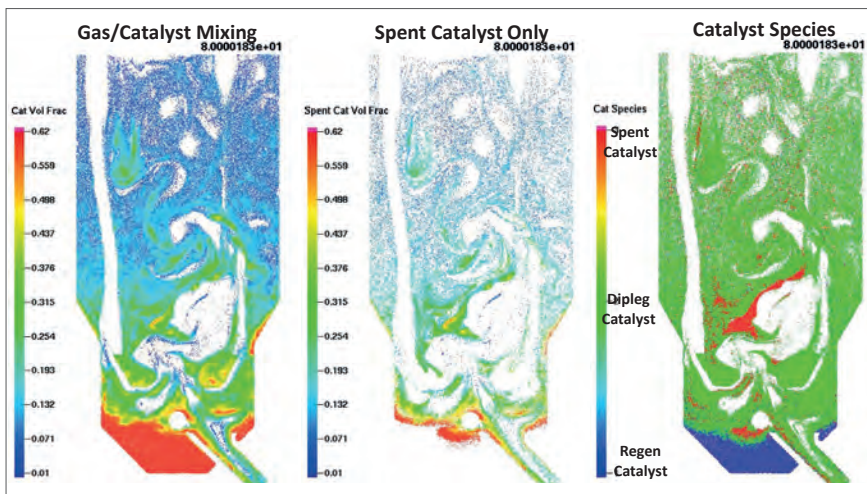 Gas/Catalyst Mixing
8.0000183e+01
Cat Vol Frac
0.62
0.559
0.498
0.437
0.376
0.315
0.254
0.193
0.132
0.071
0.01
Spent Catalyst Only
8.0000183e+01
Spent Cat Vol Frac
0.62
0.559
0.498
0.437
0.376
0.315
0.254
0.193
0.132
0.071
0.01
Catalyst Species
8.0000183e+01
Cat Species
Spent
Catalyst
Dipleg
Catalyst
Regen
Catalyst